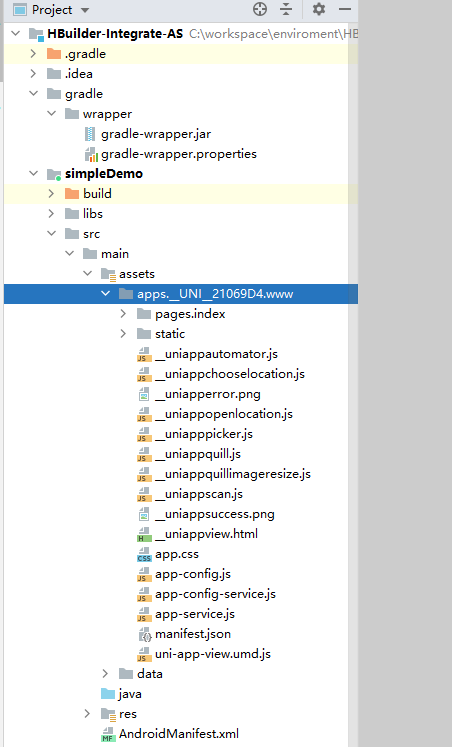 Project
HBuilder-Integrate-AS C:\workspace\enviroment\HB
.gradle
.idea
gradle
wrapper
gradle-wrapper.jar
gradle-wrapper.properties
simpleDemo
build
libs
src
main
assets
apps.__UNI__21069D4.www
pages.index
static
__uniappautomator.js
__uniappchooselocation.js
__uniapperror.png
__uniappopenlocation.js
__uniapppicker.js
__uniappquill.js
__uniappquillimageresize.js
__uniappscan.js
__uniappsuccess.png
__uniappview.html
app.css
app-config.js
app-config-service.js
app-service.js
manifest.json
uni-app-view.umd.js
data
java
res
AndroidManifest.xml